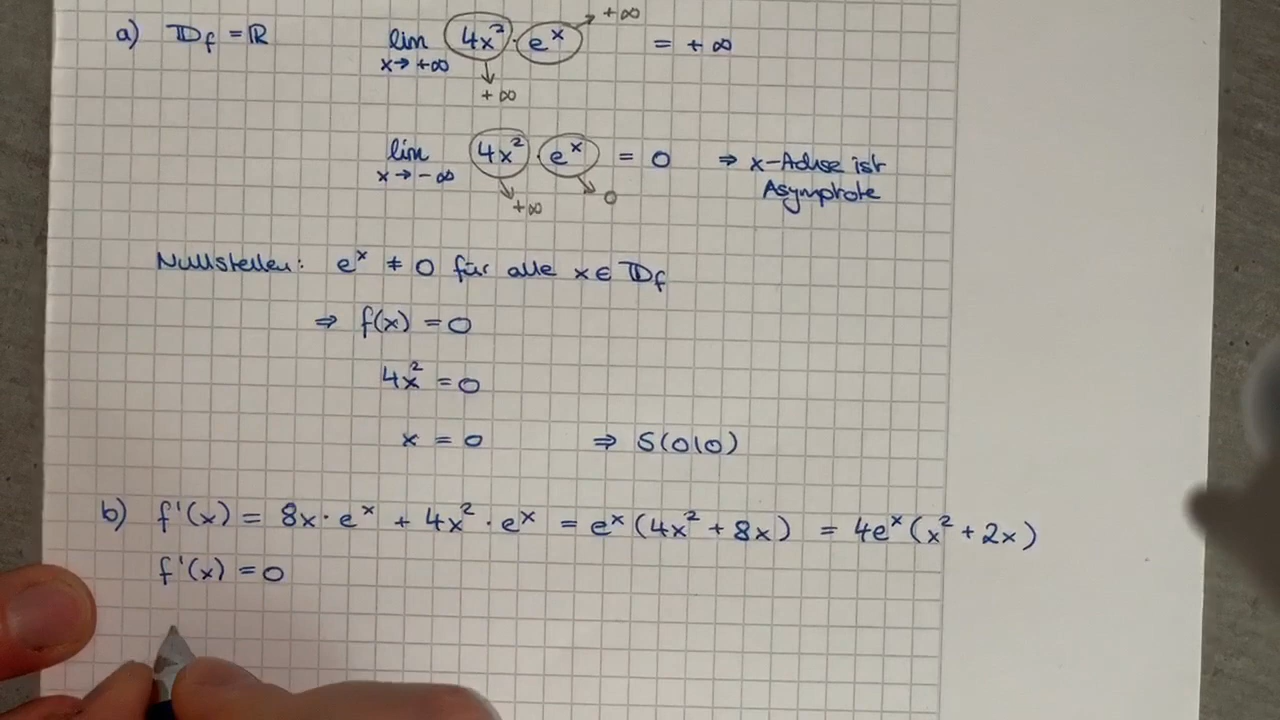 a) 𝔻f = ℝ lim x→+∞ 4x² · eˣ = +∞
+∞
+∞
lim x→-∞ 4x² · eˣ = 0 ⇒ x-Achse ist
Asymptote
+∞ 0
Nullstellen: eˣ ≠ 0 für alle x ∈ 𝔻f
⇒ f(x) = 0
4x² = 0
x = 0 ⇒ S(0|0)
b) f'(x) = 8x · eˣ + 4x² · eˣ = eˣ(4x² + 8x) = 4eˣ(x² + 2x)
f'(x) = 0